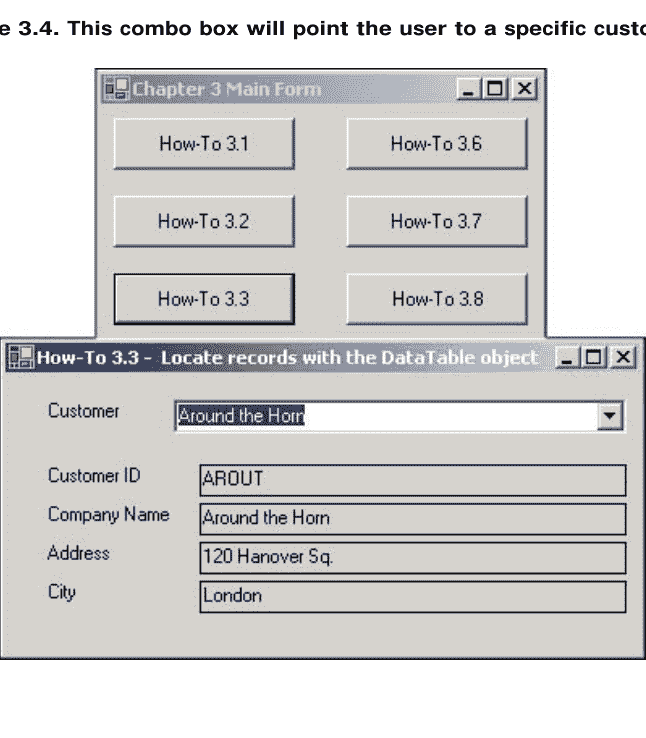 e 3.4. This combo box will point the user to a specific custo
Chapter 3 Main Form
How-To 3.1
How-To 3.6
How-To 3.2
How-To 3.7
How-To 3.3
How-To 3.8
How-To 3.3 - Locate records with the DataTable object
Customer
Around the Horn
Customer ID
AROUT
Company Name
Around the Horn
Address
120 Hanover Sq.
City
London